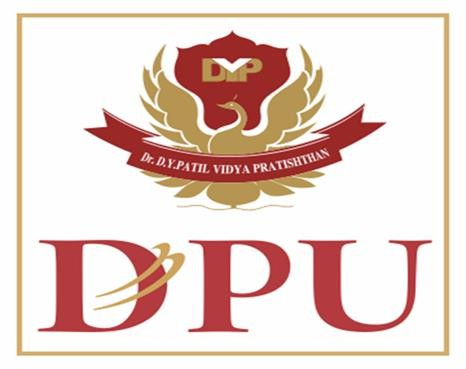 DYP
Dr. D.Y.PATIL VIDYA PRATISHTHAN
DPU